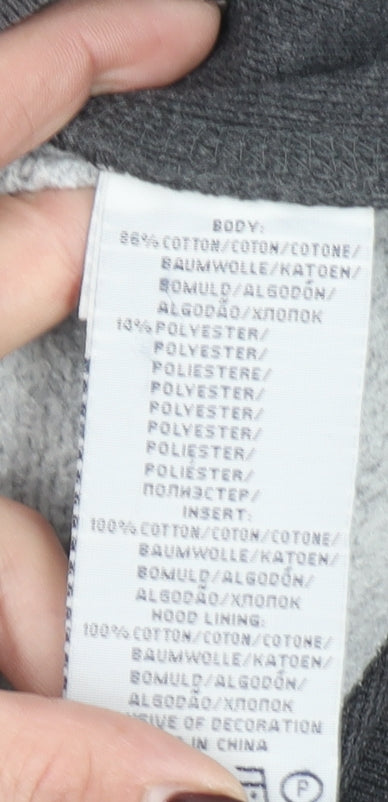 BODY:
86% COTTON/COTON/COTONE/
BAUMWOLLE/KATOEN/
BOMULD/ALGODÓN/
ALGODÃO/ХЛОПОК
14% POLYESTER/
POLYESTER/
POLIESTERE/
POLYESTER/
POLYESTER/
POLYESTER/
POLIESTER/
POLIÉSTER/
ПОЛИЭСТЕР/
INSERT:
100% COTTON/COTON/COTONE/
BAUMWOLLE/KATOEN/
BOMULD/ALGODÓN/
ALGODÃO/ХЛОПОК
HOOD LINING:
100% COTTON/COTON/COTONE/
BAUMWOLLE/KATOEN/
BOMULD/ALGODÓN/
ALGODÃO/ХЛОПОК
OF DECORATION
IN CHINA
P